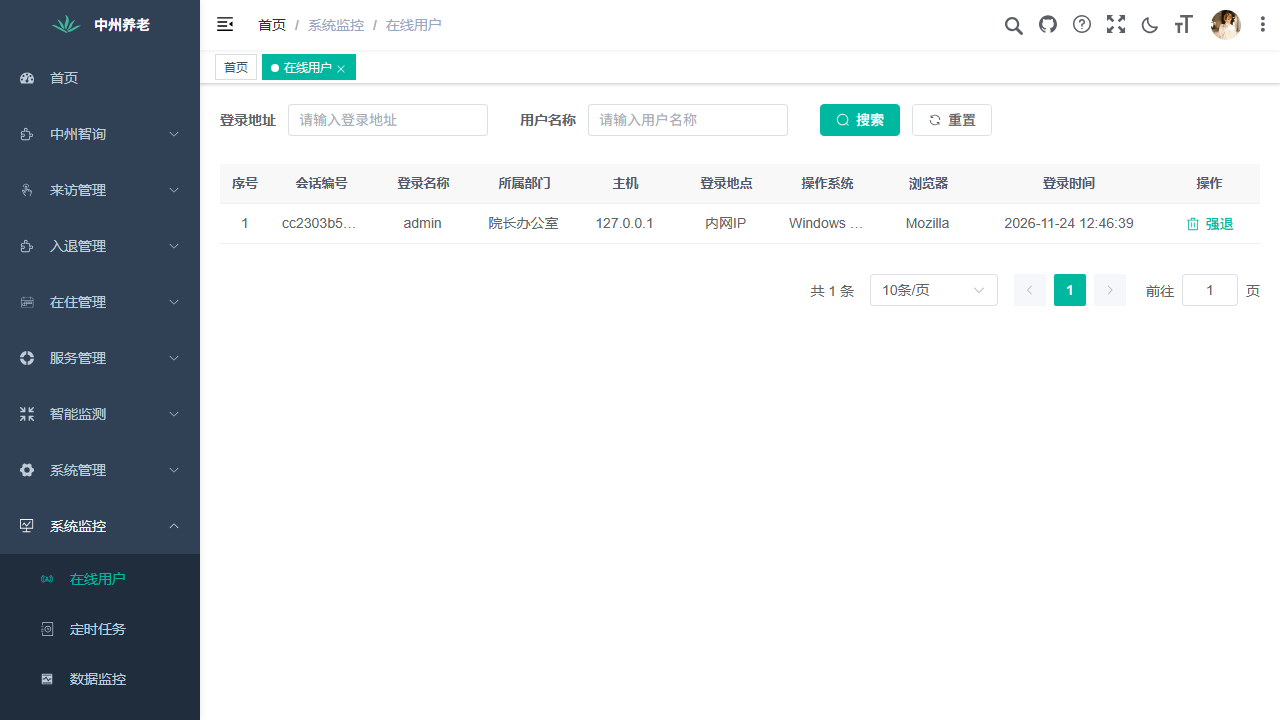 中州养老
首页
中州智询
来访管理
入退管理
在住管理
服务管理
智能监测
系统管理
系统监控
在线用户
定时任务
数据监控
首页 / 系统监控 / 在线用户
首页
在线用户
登录地址 请输入登录地址 用户名称 请输入用户名称 搜索 重置
序号 会话编号 登录名称 所属部门 主机 登录地点 操作系统 浏览器 登录时间 操作
1 cc2303b5… admin 院长办公室 127.0.0.1 内网IP Windows … Mozilla 2026-11-24 12:46:39 强退
共 1 条 10条/页 1 前往 1 页